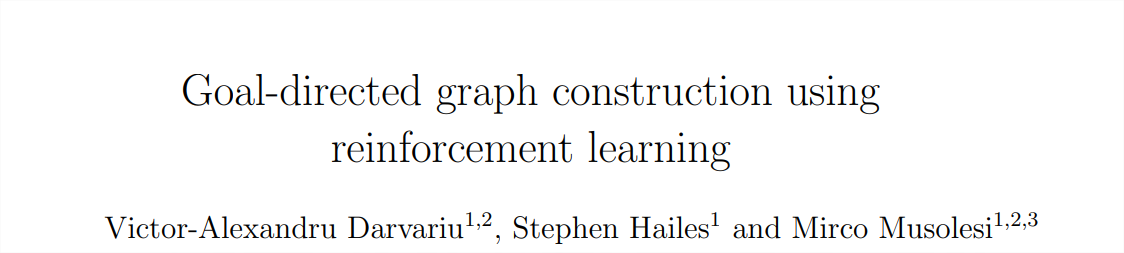 Goal-directed graph construction using
reinforcement learning
Victor-Alexandru Darvariu1,2, Stephen Hailes1 and Mirco Musolesi1,2,3